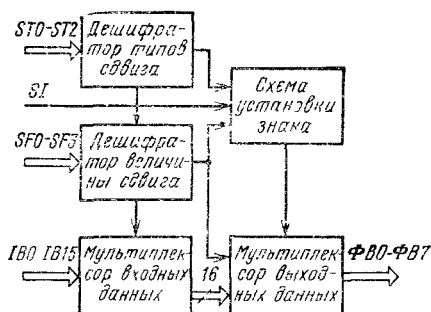 ST0-ST2
Дешифра-
тор типов
сдвига
SI
Схема
установки
знака
SF0-SF3
Дешифра-
тор величи-
ны сдвига
IB0 IB15
Мультиплек-
сор входных
данных
16
Мультиплек-
сор выход-
ных данных
ФВ0-ФВ7